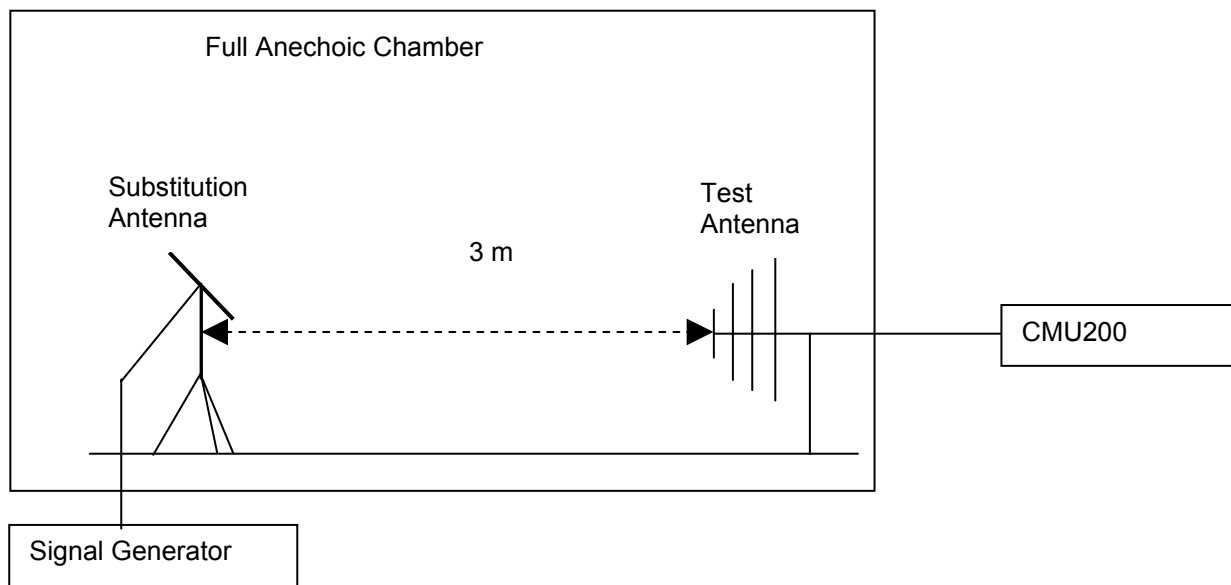 Full Anechoic Chamber
Substitution
Antenna
Test
Antenna
3 m
CMU200
Signal Generator